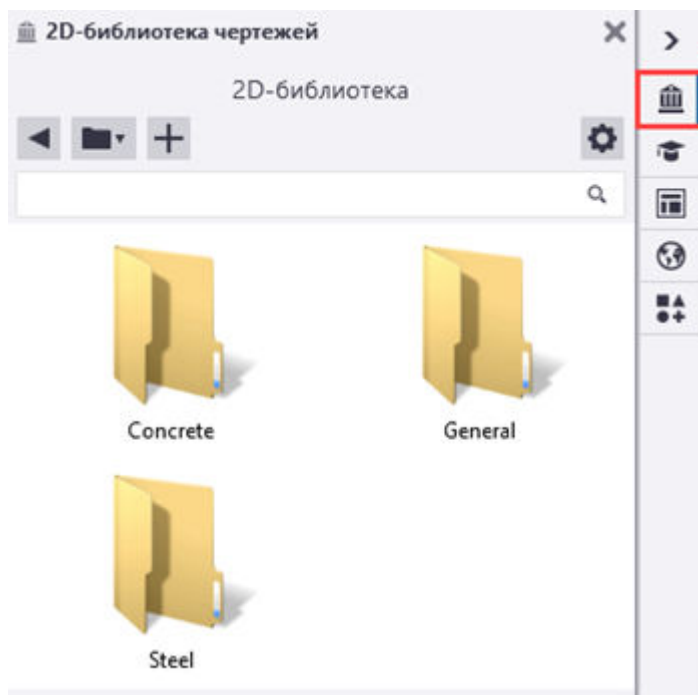 2D-библиотека чертежей
2D-библиотека
Concrete
General
Steel